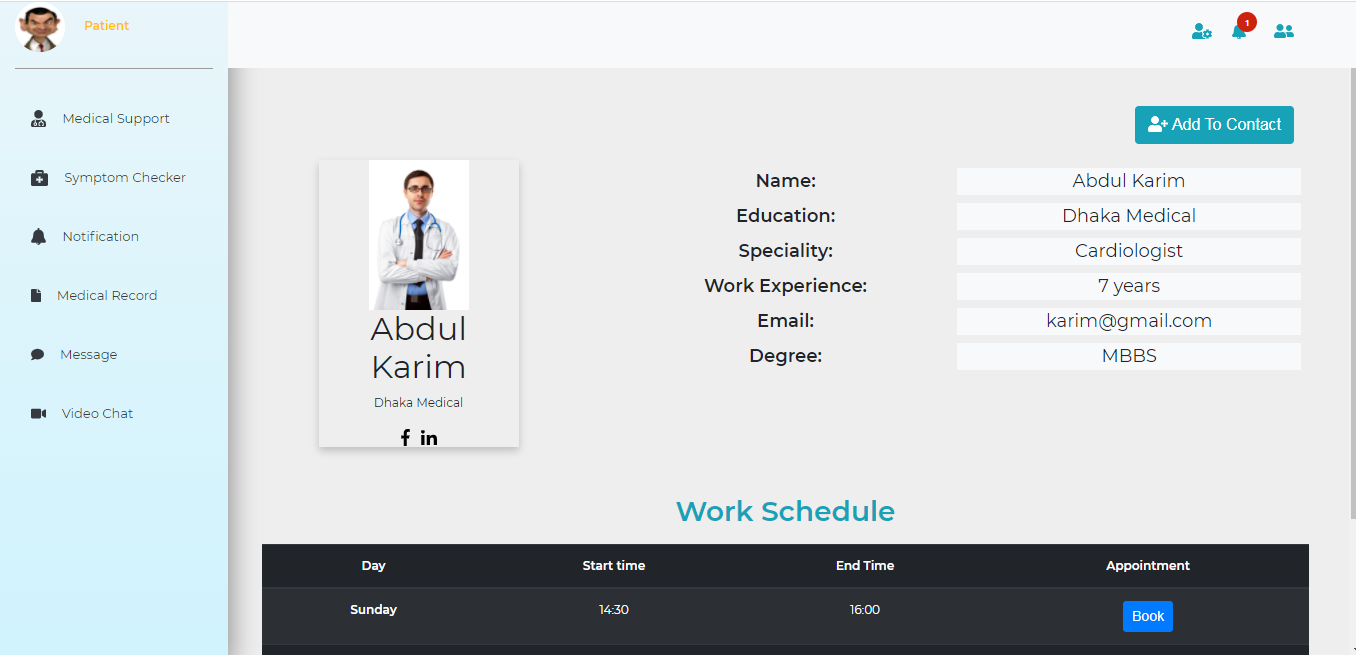 Patient
1
Medical Support
Symptom Checker
Notification
Medical Record
Message
Video Chat
Add To Contact
Abdul
Karim
Dhaka Medical
f in
Name: Abdul Karim
Education: Dhaka Medical
Speciality: Cardiologist
Work Experience: 7 years
Email: karim@gmail.com
Degree: MBBS
Work Schedule
Day Start time End Time Appointment
Sunday 14:30 16:00 Book